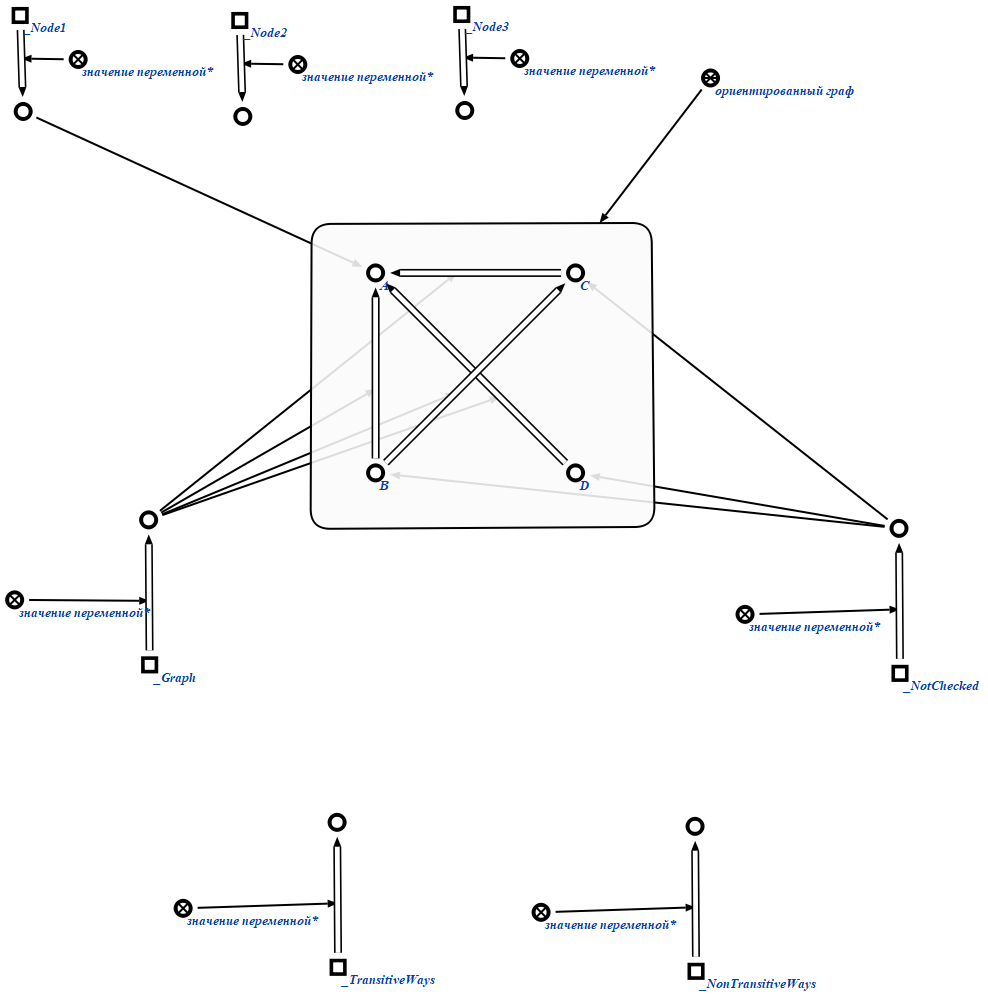 _Node1
_Node2
_Node3
значение переменной*
значение переменной*
значение переменной*
ориентированный граф
A
C
B
D
значение переменной*
значение переменной*
_Graph
_NotChecked
значение переменной*
значение переменной*
_TransitiveWays
_NonTransitiveWays